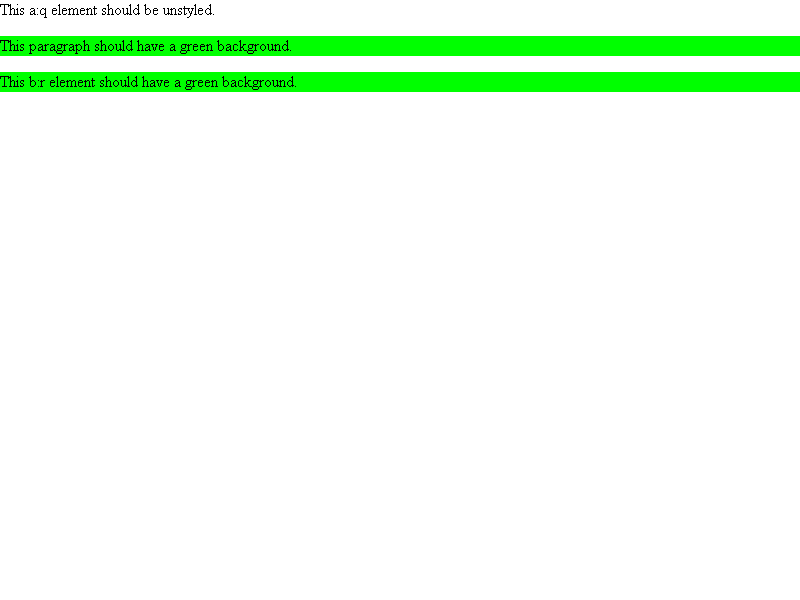 This a:q element should be unstyled.
This paragraph should have a green background.
This b:r element should have a green background.